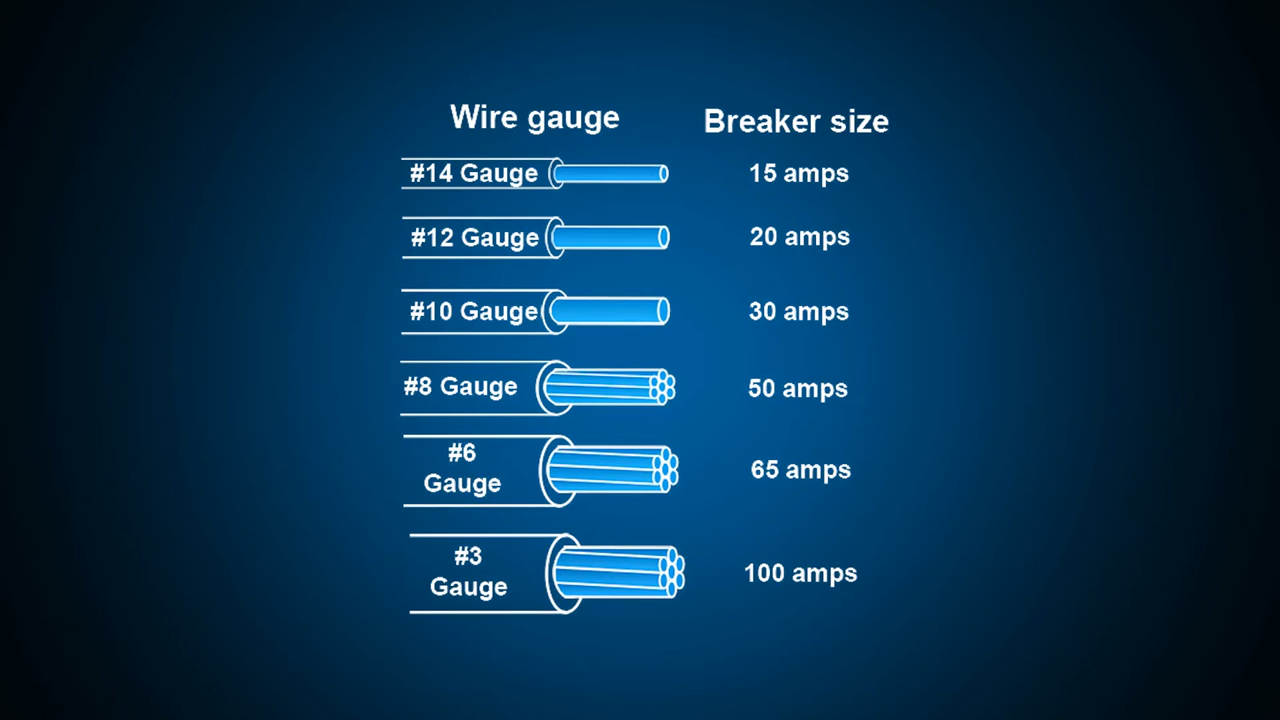 Wire gauge
Breaker size
#14 Gauge
15 amps
#12 Gauge
20 amps
#10 Gauge
30 amps
#8 Gauge
50 amps
#6
Gauge
65 amps
#3
Gauge
100 amps